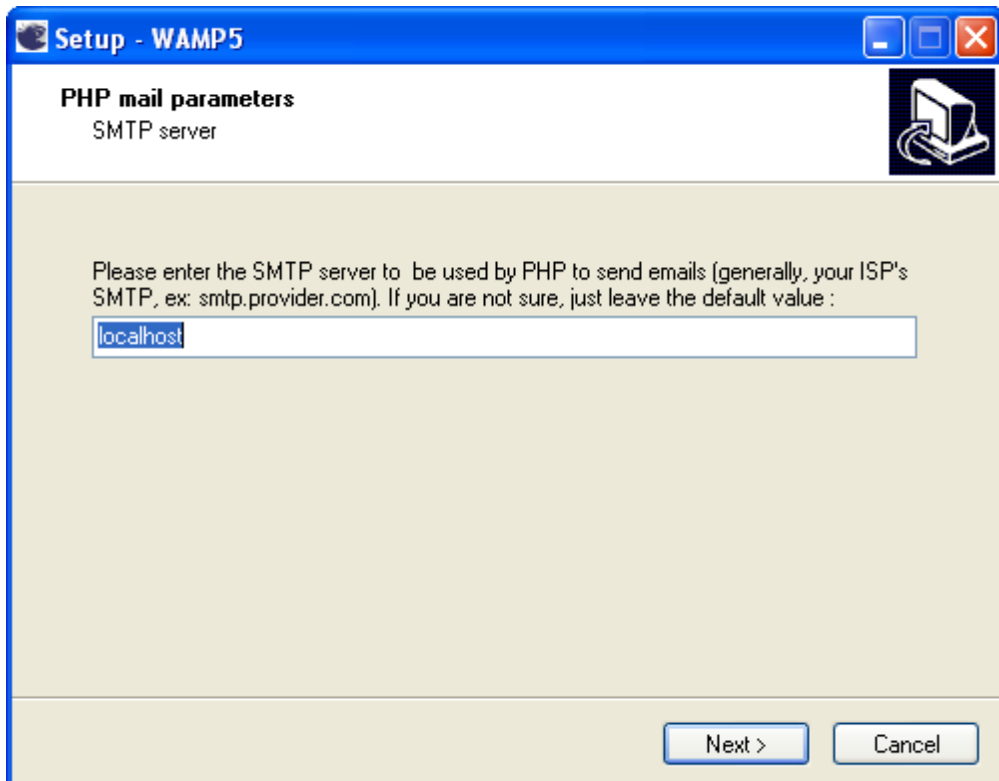 Setup - WAMP5
PHP mail parameters
SMTP server
Please enter the SMTP server to  be used by PHP to send emails (generally, your ISP's
SMTP, ex: smtp.provider.com). If you are not sure, just leave the default value :
localhost
Next >
Cancel